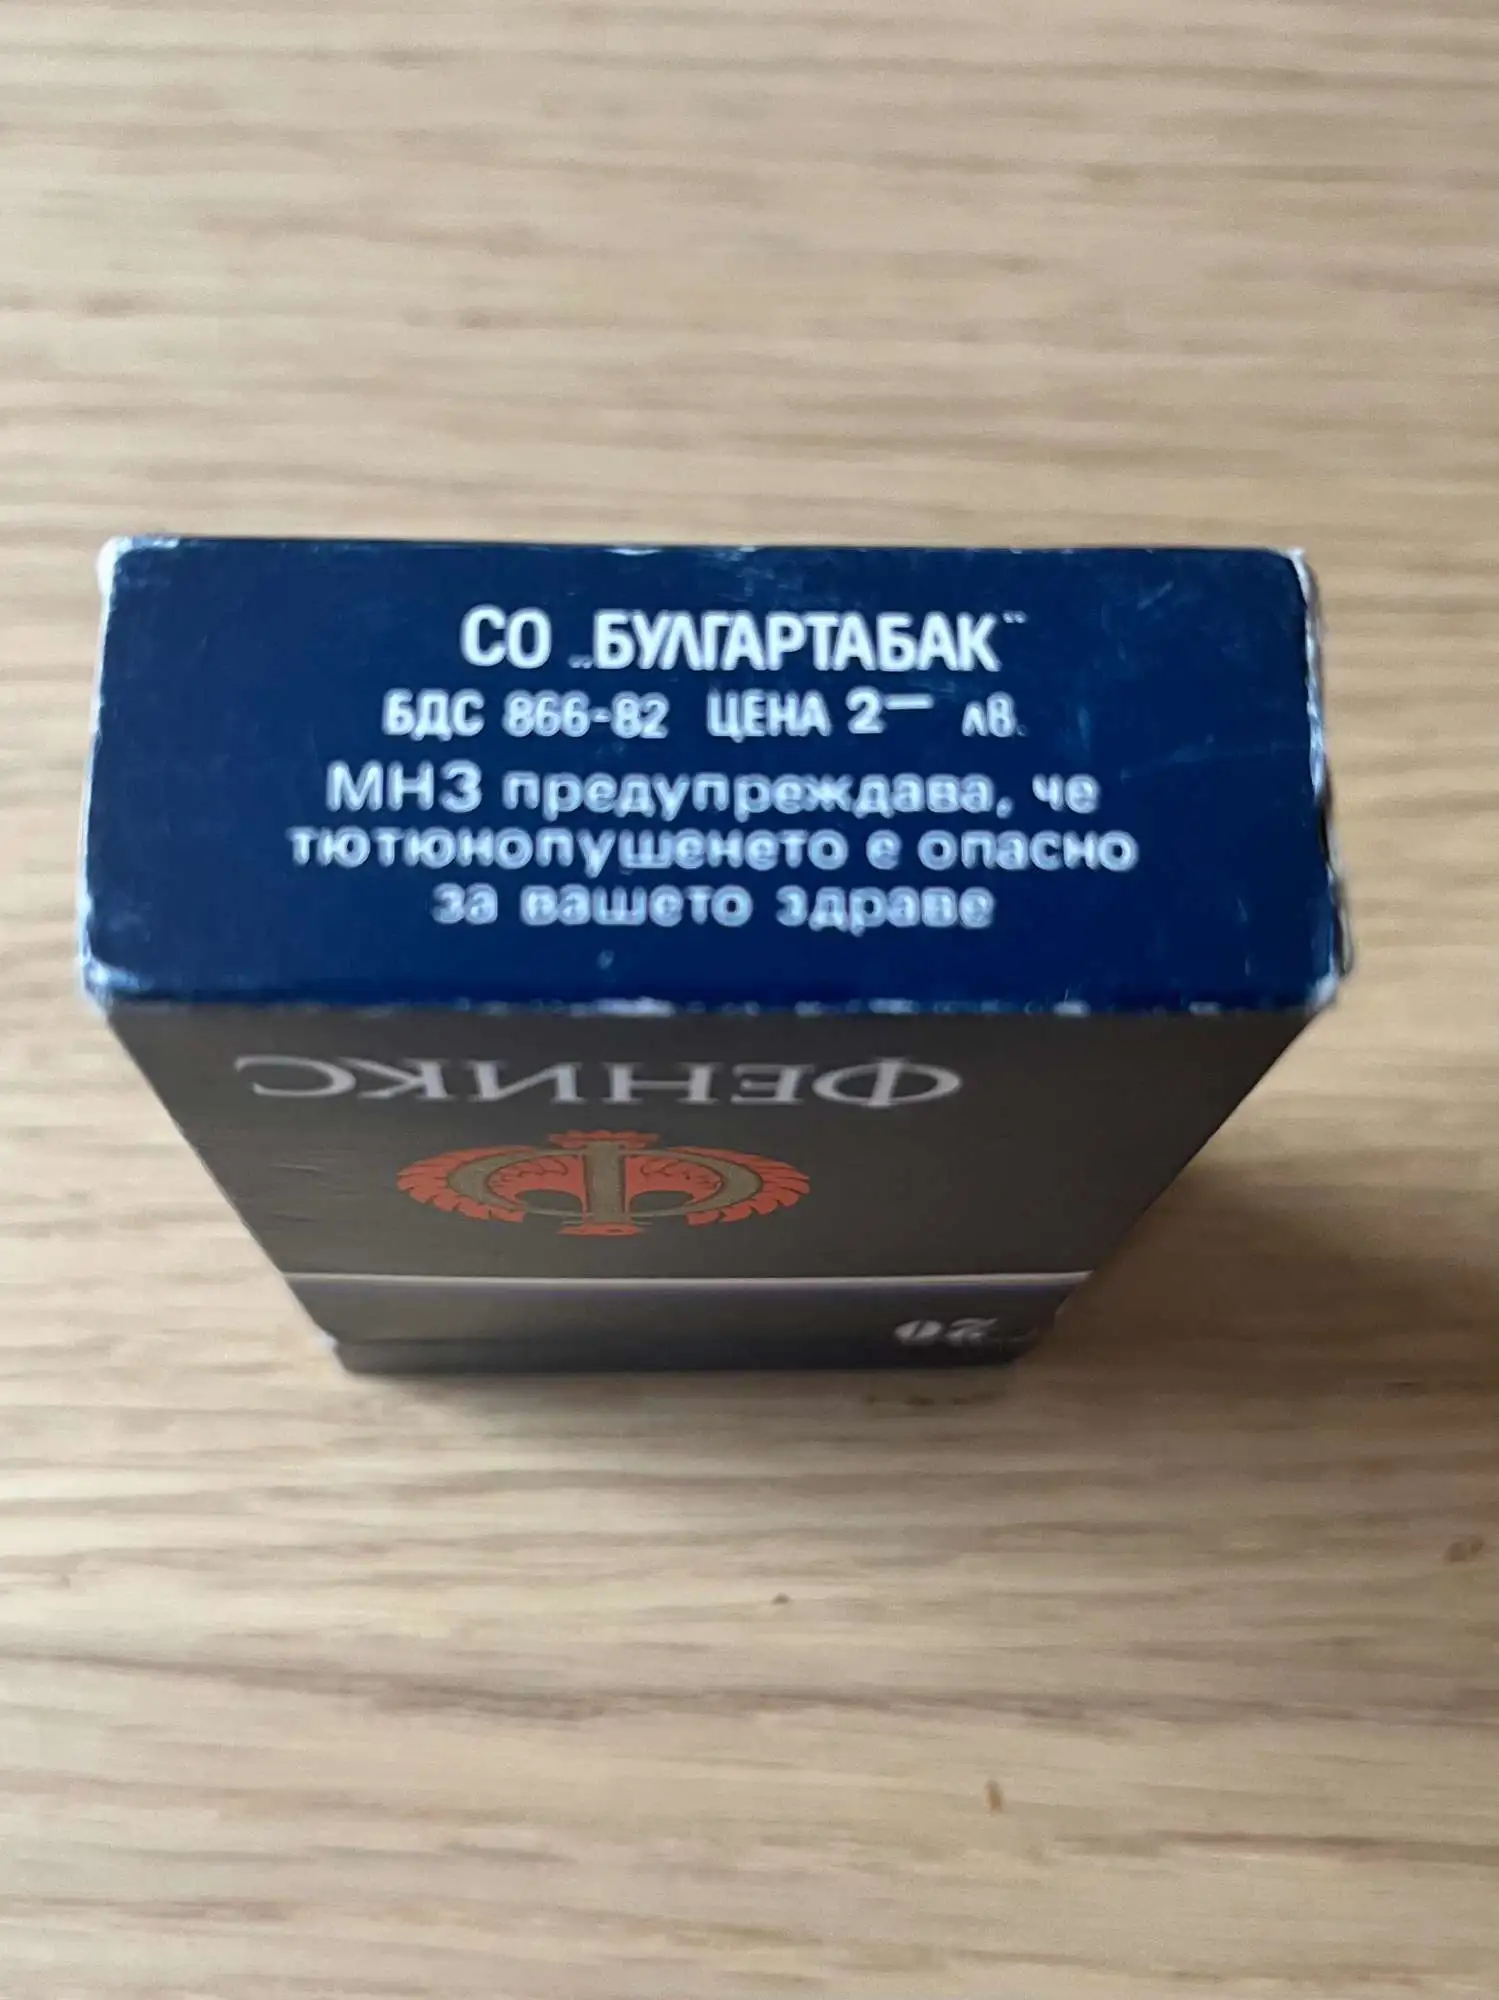 СО „БУЛГАРТАБАК“
БДС 866-82 ЦЕНА 2— лв.
МНЗ предупреждава, че
тютюнопушенето е опасно
за вашето здраве
ФЕНИКС
20